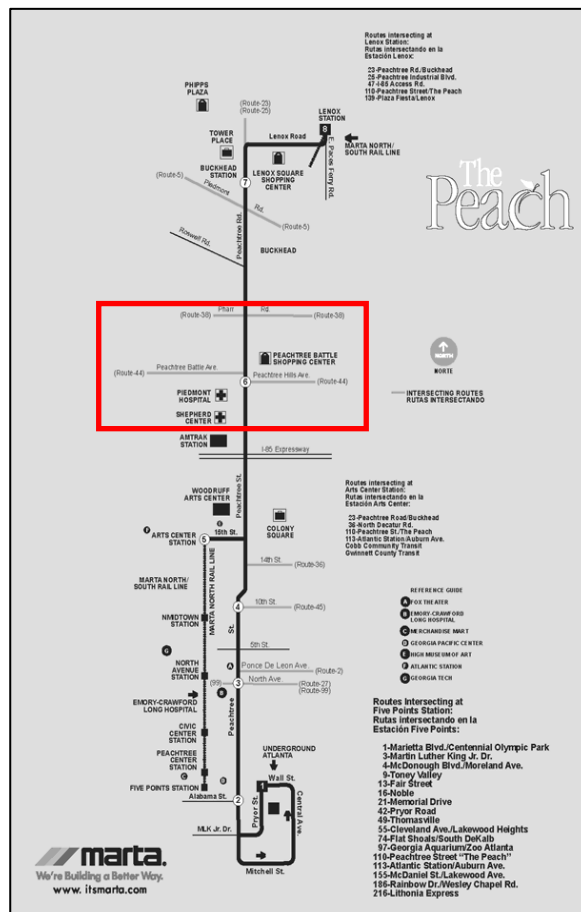 Routes intersecting at
Lenox Station:
Rutas intersectando en la
Estación Lenox:
23-Peachtree Rd./Buckhead
25-Peachtree Industrial Blvd.
47-I-85 Access Rd.
110-Peachtree Street/The Peach
139-Plaza Fiesta/Lenox
PHIPPS
PLAZA
(Route-23)
(Route-25)
LENOX
STATION
8
TOWER
PLACE
Lenox Road
MARTA NORTH/
SOUTH RAIL LINE
E. Paces Ferry Rd.
BUCKHEAD
STATION
LENOX SQUARE
SHOPPING
CENTER
7
The
Peach
(Route-5)
Piedmont
Rd.
(Route-5)
Roswell Rd.
Peachtree Rd.
BUCKHEAD
Pharr
Rd.
(Route-38)
(Route-38)
PEACHTREE BATTLE
SHOPPING CENTER
Peachtree Battle Ave.
(Route-44)
Peachtree Hills Ave.
(Route-44)
6
NORTH
NORTE
PIEDMONT
HOSPITAL
SHEPHERD
CENTER
INTERSECTING ROUTES
RUTAS INTERSECTANDO
AMTRAK
STATION
I-85 Expressway
Peachtree St.
WOODRUFF
ARTS CENTER
COLONY
SQUARE
Routes intersecting at
Arts Center Station:
Rutas intersectando en la
Estación Arts Center:
23-Peachtree Road/Buckhead
36-North Decatur Rd.
110-Peachtree St./The Peach
113-Atlantic Station/Auburn Ave.
Cobb Community Transit
Gwinnett County Transit
E
15th St.
F
ARTS CENTER
STATION
5
14th St.
(Route-36)
MARTA NORTH/
SOUTH RAIL LINE
MARTA NORTH RAIL LINE
NMIDTOWN
STATION
4
10th St.
(Route-45)
St.
5th St.
REFERENCE GUIDE
A FOX THEATER
B EMORY-CRAWFORD
LONG HOSPITAL
C MERCHANDISE MART
D GEORGIA PACIFIC CENTER
E HIGH MUSEUM OF ART
F ATLANTIC STATION
G GEORGIA TECH
G
NORTH
AVENUE
STATION
A
Ponce De Leon Ave.
(Route-2)
(99)
3
North Ave.
(Route-27)
(Route-99)
B
EMORY-CRAWFORD
LONG HOSPITAL
Peachtree
CIVIC
CENTER
STATION
PEACHTREE
CENTER
STATION
C
D
FIVE POINTS STATION
Alabama St.
2
UNDERGROUND
ATLANTA
1
Wall St.
Pryor St.
Central Ave.
MLK Jr. Dr.
Mitchell St.
Routes Intersecting at
Five Points Station:
Rutas intersectando en la
Estación Five Points:
1-Marietta Blvd./Centennial Olympic Park
3-Martin Luther King Jr. Dr.
4-McDonough Blvd./Moreland Ave.
9-Toney Valley
13-Fair Street
16-Noble
21-Memorial Drive
42-Pryor Road
49-Thomasville
55-Cleveland Ave./Lakewood Heights
74-Flat Shoals/South DeKalb
97-Georgia Aquarium/Zoo Atlanta
110-Peachtree Street "The Peach"
113-Atlantic Station/Auburn Ave.
155-McDaniel St./Lakewood Ave.
186-Rainbow Dr./Wesley Chapel Rd.
216-Lithonia Express
marta.
We're Building a Better Way.
www. itsmarta.com